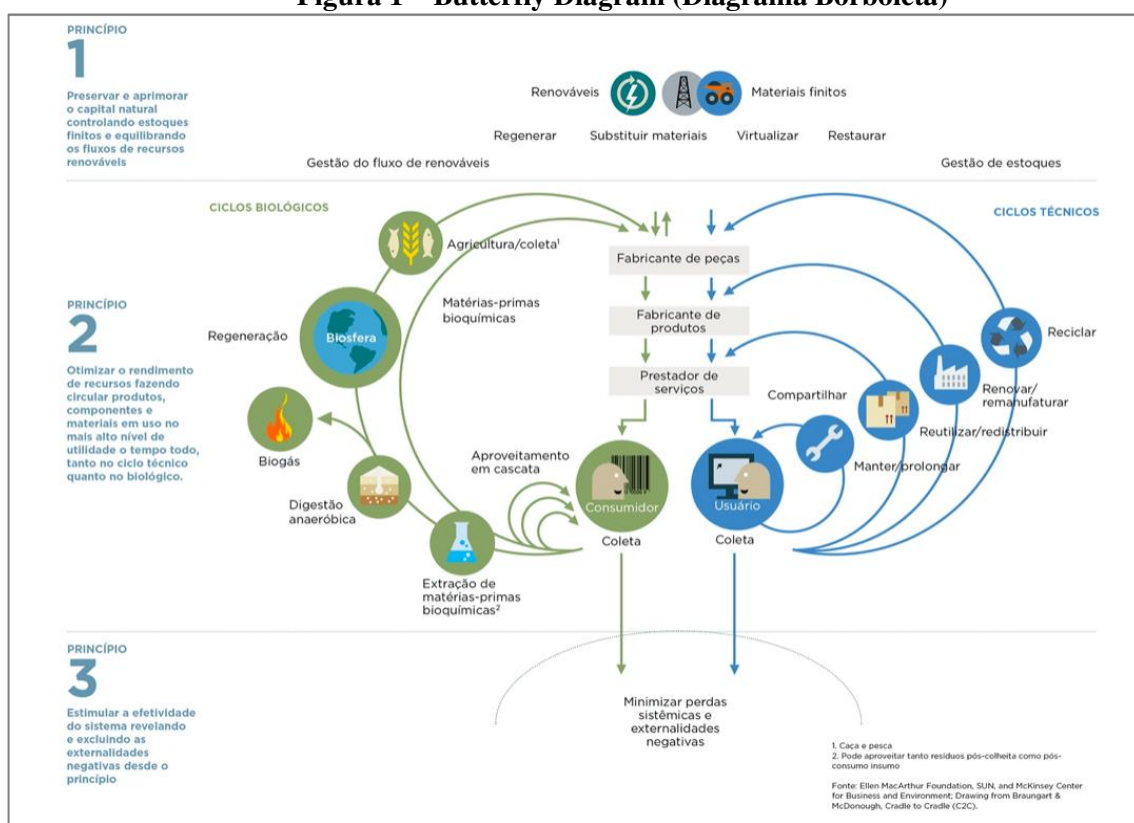 Figura 1 – Butterfly Diagram (Diagrama Borboleta)
PRINCÍPIO
1
Preservar e aprimorar
o capital natural
controlando estoques
finitos e equilibrando
os fluxos de recursos
renováveis
Renováveis
Materiais finitos
Regenerar
Substituir materiais
Virtualizar
Restaurar
Gestão do fluxo de renováveis
Gestão de estoques
PRINCÍPIO
2
Otimizar o rendimento
de recursos fazendo
circular produtos,
componentes e
materiais em uso no
mais alto nível de
utilidade o tempo todo,
tanto no ciclo técnico
quanto no biológico.
CICLOS BIOLÓGICOS
Agricultura/coleta¹
Matérias-primas
bioquímicas
Regeneração
Biosfera
Biogás
Digestão
anaeróbica
Extração de
matérias-primas
bioquímicas²
Aproveitamento
em cascata
Fabricante de peças
Fabricante de
produtos
Prestador de
serviços
Consumidor
Coleta
Usuário
Coleta
CICLOS TÉCNICOS
Reciclar
Renovar/
remanufaturar
Reutilizar/redistribuir
Compartilhar
Manter/prolongar
PRINCÍPIO
3
Estimular a efetividade
do sistema revelando
e excluindo as
externalidades
negativas desde o
princípio
Minimizar perdas
sistêmicas e
externalidades
negativas
1. Caça e pesca
2. Pode aproveitar tanto resíduos pós-colheita como pós-
consumo insumo
Fonte: Ellen MacArthur Foundation, SUN, and McKinsey Center
for Business and Environment; Drawing from Braungart &
McDonough, Cradle to Cradle (C2C).